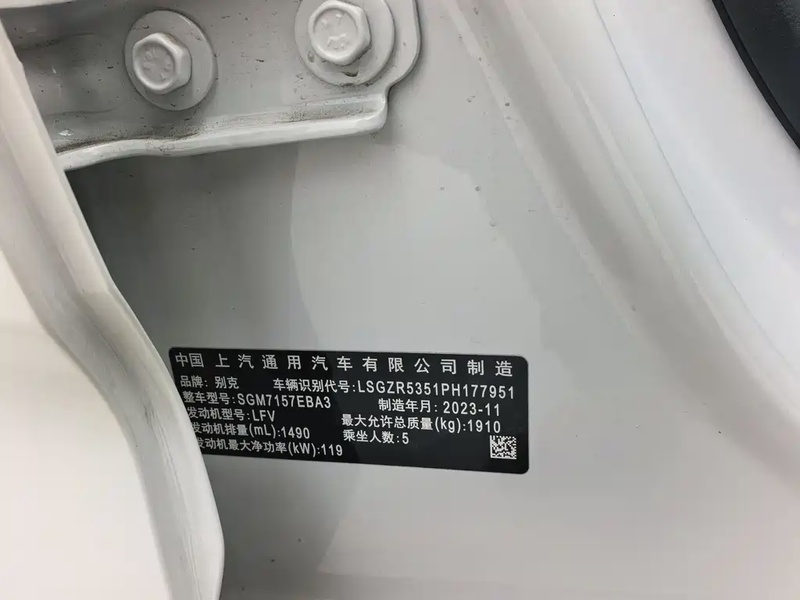 中国 上汽通用汽车有限公司制造
品牌: 别克 车辆识别代号:LSGZR5351PH177951
整车型号:SGM7157EBA3 制造年月: 2023-11
发动机型号:LFV 最大允许总质量(kg):1910
发动机排量(mL):1490 乘坐人数:5
发动机最大净功率(kW):119